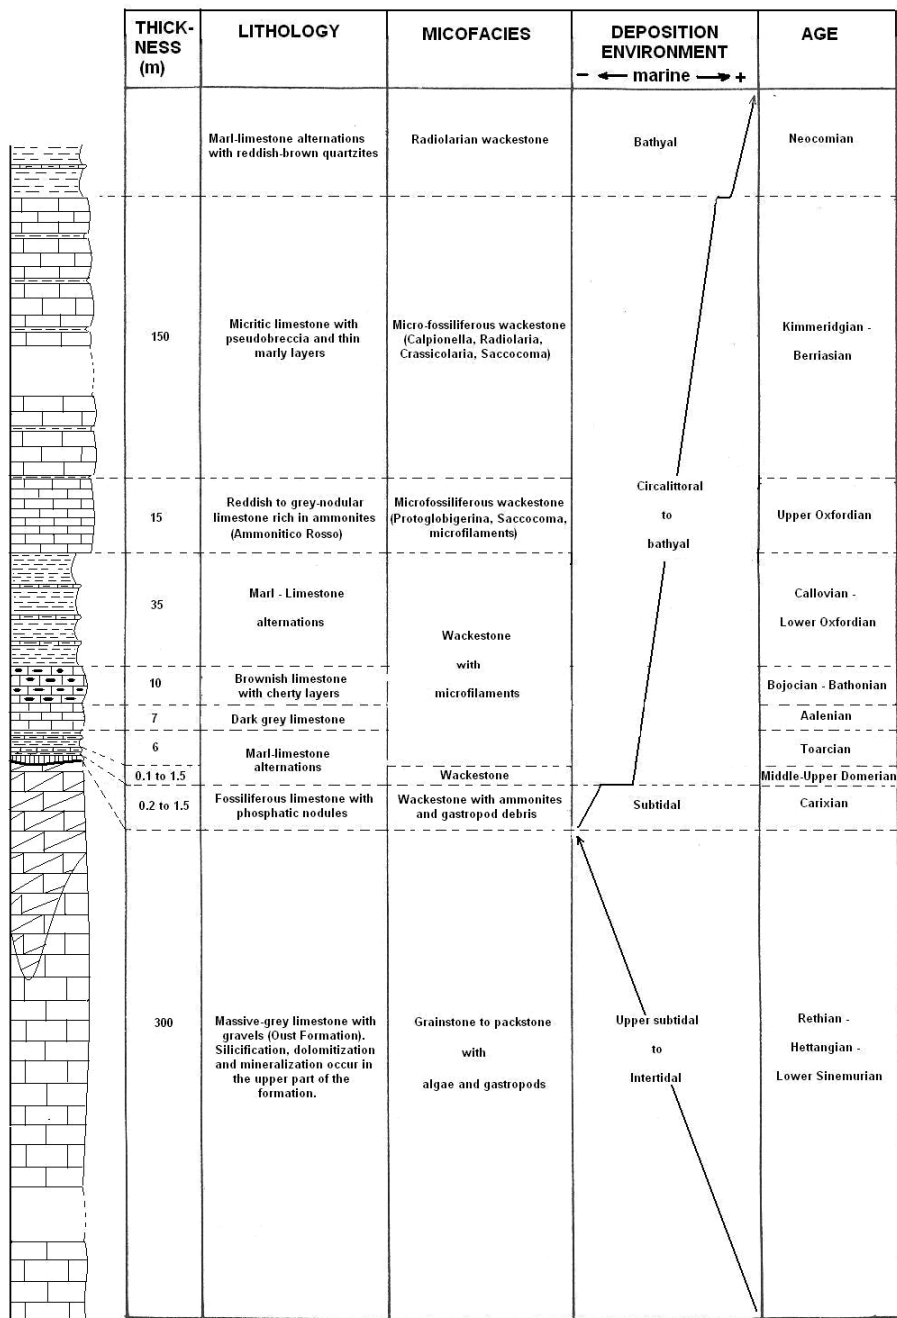 THICK-
NESS
(m)
LITHOLOGY
MICOFACIES
DEPOSITION
ENVIRONMENT
− ← marine → +
AGE
Marl-limestone alternations
with reddish-brown quartzites
Radiolarian wackestone
Bathyal
Neocomian
150
Micritic limestone with
pseudobreccia and thin
marly layers
Micro-fossiliferous wackestone
(Calpionella, Radiolaria,
Crassicolaria, Saccocoma)
Kimmeridgian -
Berriasian
15
Reddish to grey-nodular
limestone rich in ammonites
(Ammonitico Rosso)
Microfossiliferous wackestone
(Protoglobigerina, Saccocoma,
microfilaments)
Circalittoral
to
bathyal
Upper Oxfordian
35
Marl - Limestone
alternations
Wackestone
with
microfilaments
Callovian -
Lower Oxfordian
10
Brownish limestone
with cherty layers
Bojocian - Bathonian
7
Dark grey limestone
Aalenian
6
Marl-limestone
alternations
Toarcian
0.1 to 1.5
Wackestone
Middle-Upper Domerian
0.2 to 1.5
Fossiliferous limestone with
phosphatic nodules
Wackestone with ammonites
and gastropod debris
Subtidal
Carixian
300
Massive-grey limestone with
gravels (Oust Formation).
Silicification, dolomitization
and mineralization occur in
the upper part of the
formation.
Grainstone to packstone
with
algae and gastropods
Upper subtidal
to
Intertidal
Rethian -
Hettangian -
Lower Sinemurian